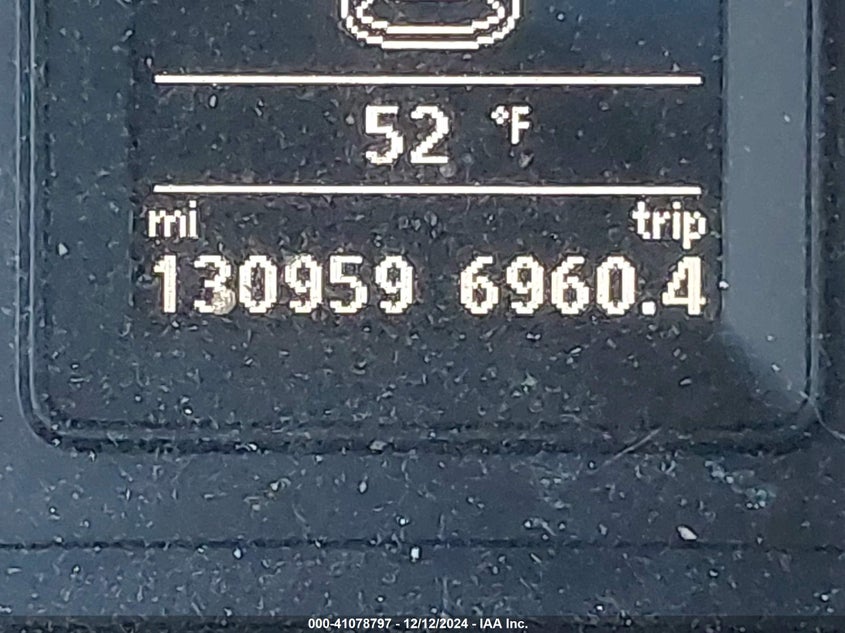 52 °F
mi trip
130959 6960.4
000-41078797 - 12/12/2024 - IAA Inc.